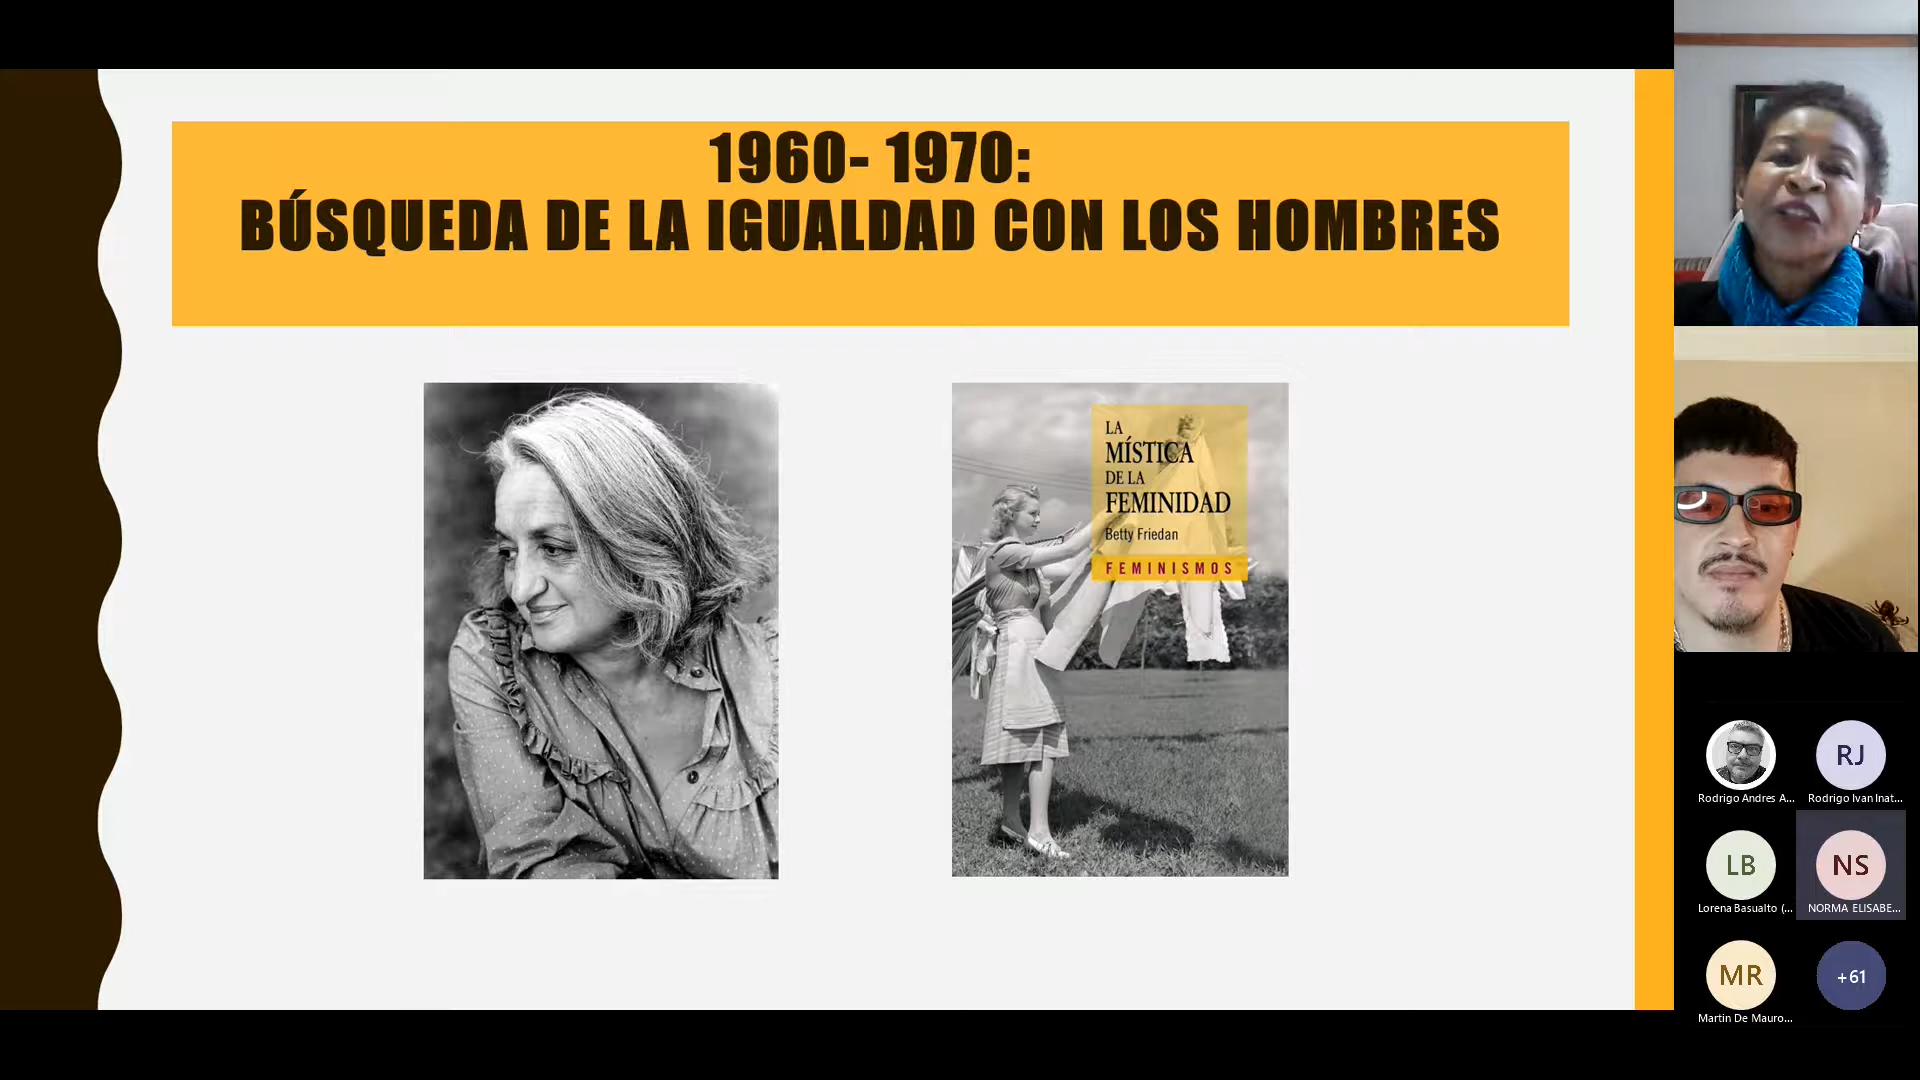 1960- 1970:
BÚSQUEDA DE LA IGUALDAD CON LOS HOMBRES
LA
MÍSTICA
DE LA
FEMINIDAD
Betty Friedan
FEMINISMOS
Rodrigo Andres A...
RJ
Rodrigo Ivan Inat...
LB
Lorena Basualto (...
NS
NORMA ELISABE...
MR
Martin De Mauro...
+61